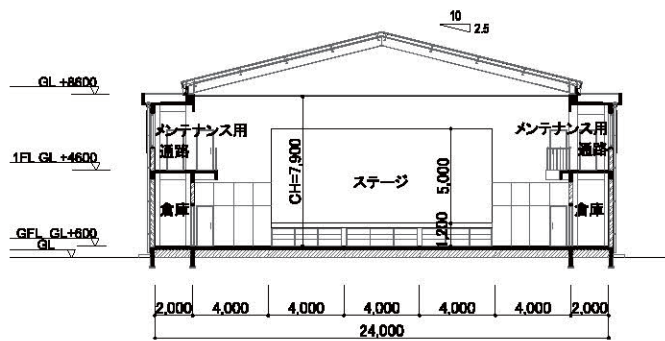 10
2.5
GL +8600
メンテナンス用
通路
メンテナンス用
通路
1FL GL +4600
CH=7,900
ステージ
5,000
倉庫
倉庫
1,200
GFL GL+600
GL
2,000 4,000 4,000 4,000 4,000 4,000 2,000
24,000